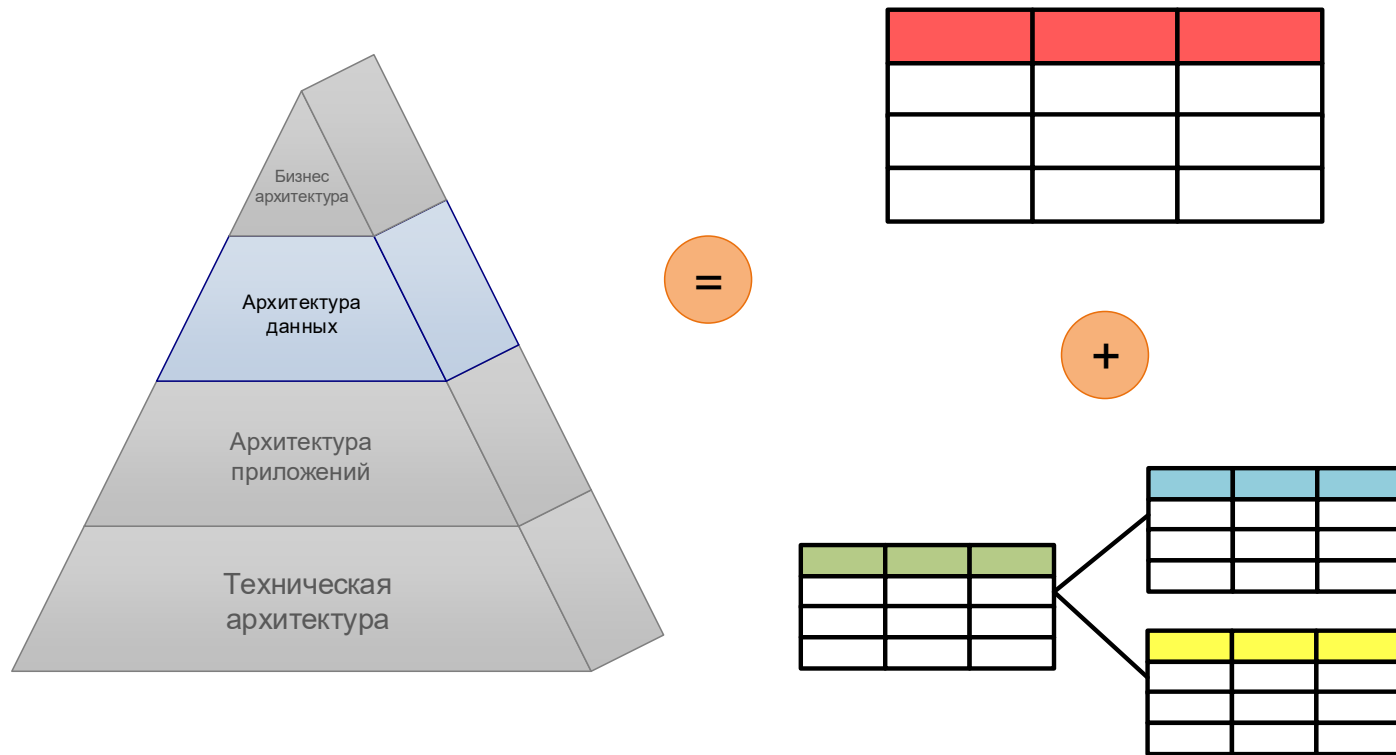 Бизнес
архитектура
Архитектура
данных
=
+
Архитектура
приложений
Техническая
архитектура